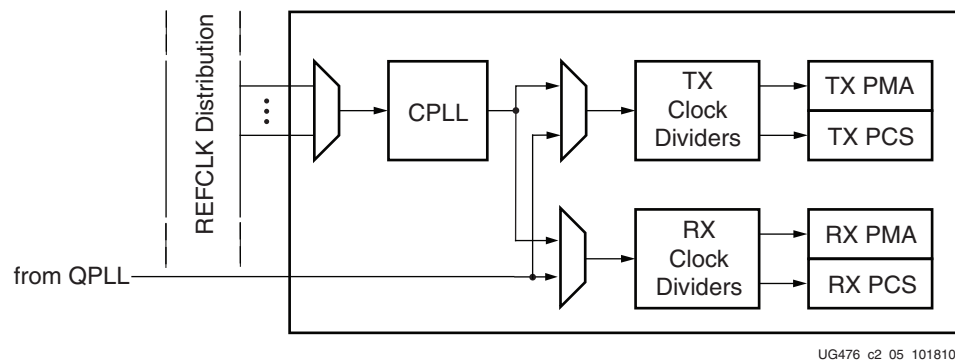 REFCLK Distribution
CPLL
TX
Clock
Dividers
TX PMA
TX PCS
RX
Clock
Dividers
RX PMA
RX PCS
from QPLL
UG476_c2_05_101810